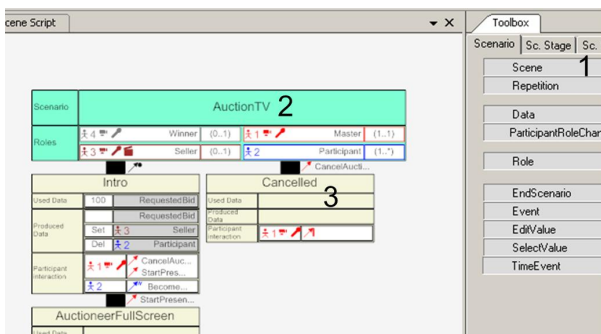 cene Script
Toolbox
Scenario Sc. Stage Sc.
1
Scene
Repetition
Data
ParticipantRoleChan
Role
EndScenario
Event
EditValue
SelectValue
TimeEvent
Scenario AuctionTV 2
Roles
4 Winner (0..1) 1 Master (1..1)
3 Seller (0..1) 2 Participant (1..*)
CancelAucti...
Intro
Used Data 100 RequestedBid
Produced Data
RequestedBid
Set 3 Seller
Del 2 Participant
Participant interaction
1 CancelAuc...
StartPres...
2 Become...
StartPresen...
Cancelled
3
Used Data
Produced Data
Participant interaction 1
AuctioneerFullScreen
Used Data